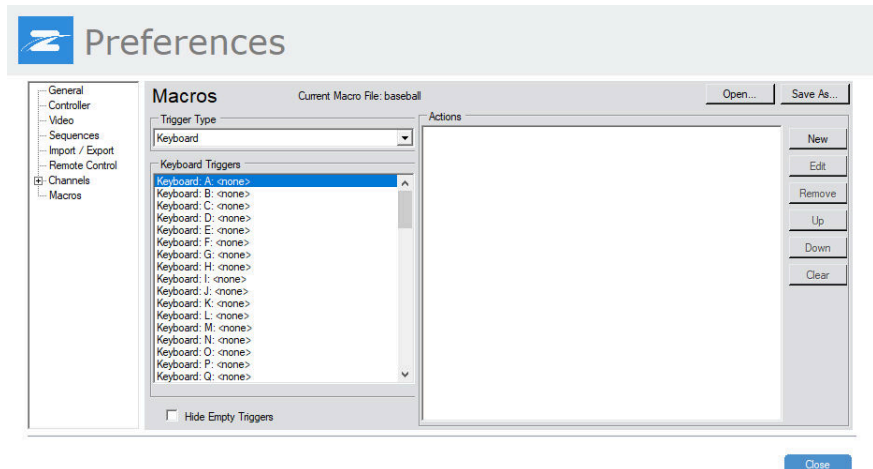 Z Preferences
General
Controller
Video
Sequences
Import / Export
Remote Control
Channels
Macros
Macros
Current Macro File: baseball
Open...
Save As...
Trigger Type
Keyboard
Keyboard Triggers
Keyboard: A: <none>
Keyboard: B: <none>
Keyboard: C: <none>
Keyboard: D: <none>
Keyboard: E: <none>
Keyboard: F: <none>
Keyboard: G: <none>
Keyboard: H: <none>
Keyboard: I: <none>
Keyboard: J: <none>
Keyboard: K: <none>
Keyboard: L: <none>
Keyboard: M: <none>
Keyboard: N: <none>
Keyboard: O: <none>
Keyboard: P: <none>
Keyboard: Q: <none>
Hide Empty Triggers
Actions
New
Edit
Remove
Up
Down
Clear
Close